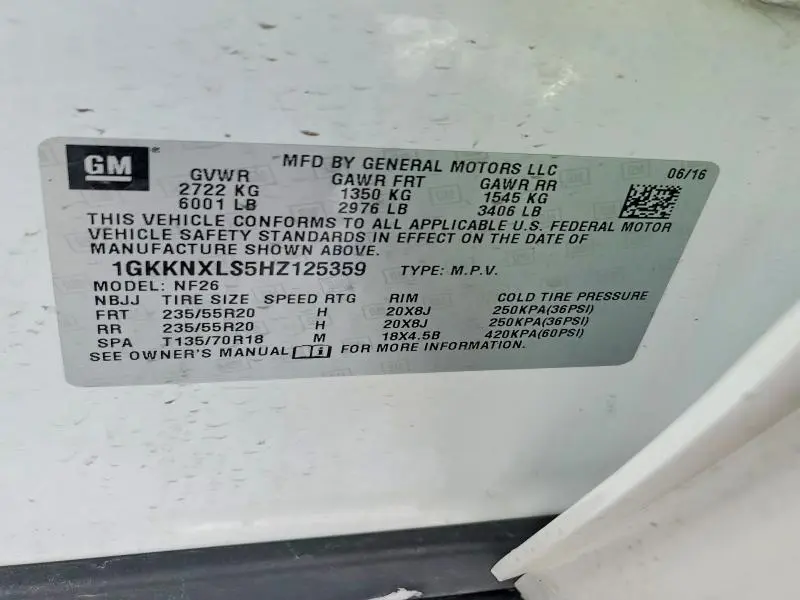 GM
MFD BY GENERAL MOTORS LLC 06/16
GVWR GAWR FRT GAWR RR
2722 KG 1350 KG 1545 KG
6001 LB 2976 LB 3406 LB
THIS VEHICLE CONFORMS TO ALL APPLICABLE U.S. FEDERAL MOTOR
VEHICLE SAFETY STANDARDS IN EFFECT ON THE DATE OF
MANUFACTURE SHOWN ABOVE.
1GKKNXLS5HZ125359 TYPE: M.P.V.
MODEL: NF26
NBJJ TIRE SIZE SPEED RTG RIM COLD TIRE PRESSURE
FRT 235/55R20 H 20X8J 250KPA(36PSI)
RR 235/55R20 H 20X8J 250KPA(36PSI)
SPA T135/70R18 M 18X4.5B 420KPA(60PSI)
SEE OWNER'S MANUAL FOR MORE INFORMATION.